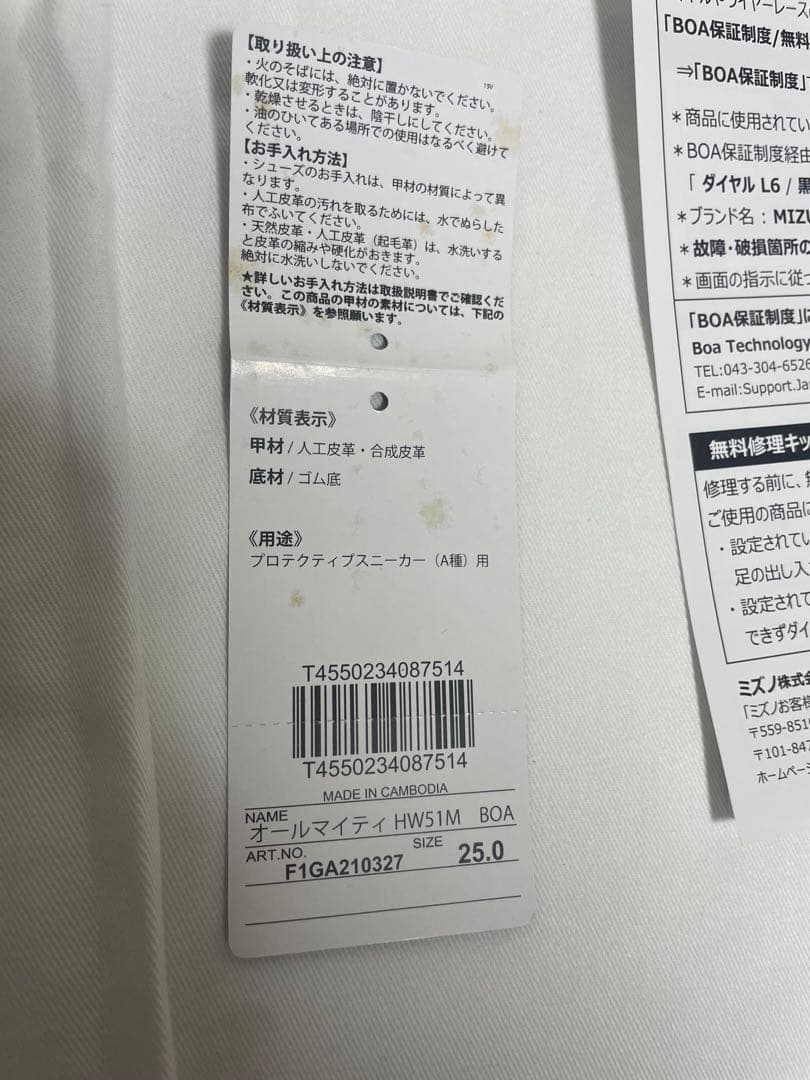 【取り扱い上の注意】
19V
・火のそばには、絶対に置かないでください。
軟化又は変形することがあります。
・乾燥させるときは、陰干しにしてください。
・油のひいてある場所での使用はなるべく避けて
ください。
【お手入れ方法】
・シューズのお手入れは、甲材の材質によって異
なります。
・人工皮革の汚れを取るためには、水でぬらした
布でふいてください。
・天然皮革・人工皮革（起毛革）は、水洗いする
と皮革の縮みや硬化がおきます。
絶対に水洗いしないでください。
★詳しいお手入れ方法は取扱説明書でご確認くだ
さい。この商品の甲材の素材については、下記の
《材質表示》を参照願います。
《材質表示》
甲材 / 人工皮革・合成皮革
底材 / ゴム底
《用途》
プロテクティブスニーカー（A種）用
T4550234087514
T4550234087514
MADE IN CAMBODIA
NAME
オールマイティ HW51M BOA
ART.NO.
F1GA210327
SIZE
25.0
「BOA保証制度/無料
⇒「BOA保証制度」
＊商品に使用されてい
＊BOA保証制度経由
「 ダイヤル L6 / 黒
＊ブランド名 : MIZU
＊故障・破損箇所の
＊画面の指示に従っ
「BOA保証制度」に
Boa Technology
TEL:043-304-6526
E-mail:Support.Ja
無料修理キッ
修理する前に、
ご使用の商品に
・設定されてい
足の出し入
・設定されて
できずダイ
ミズノ株式会
「ミズノお客様
〒559-851
〒101-847
ホームペー